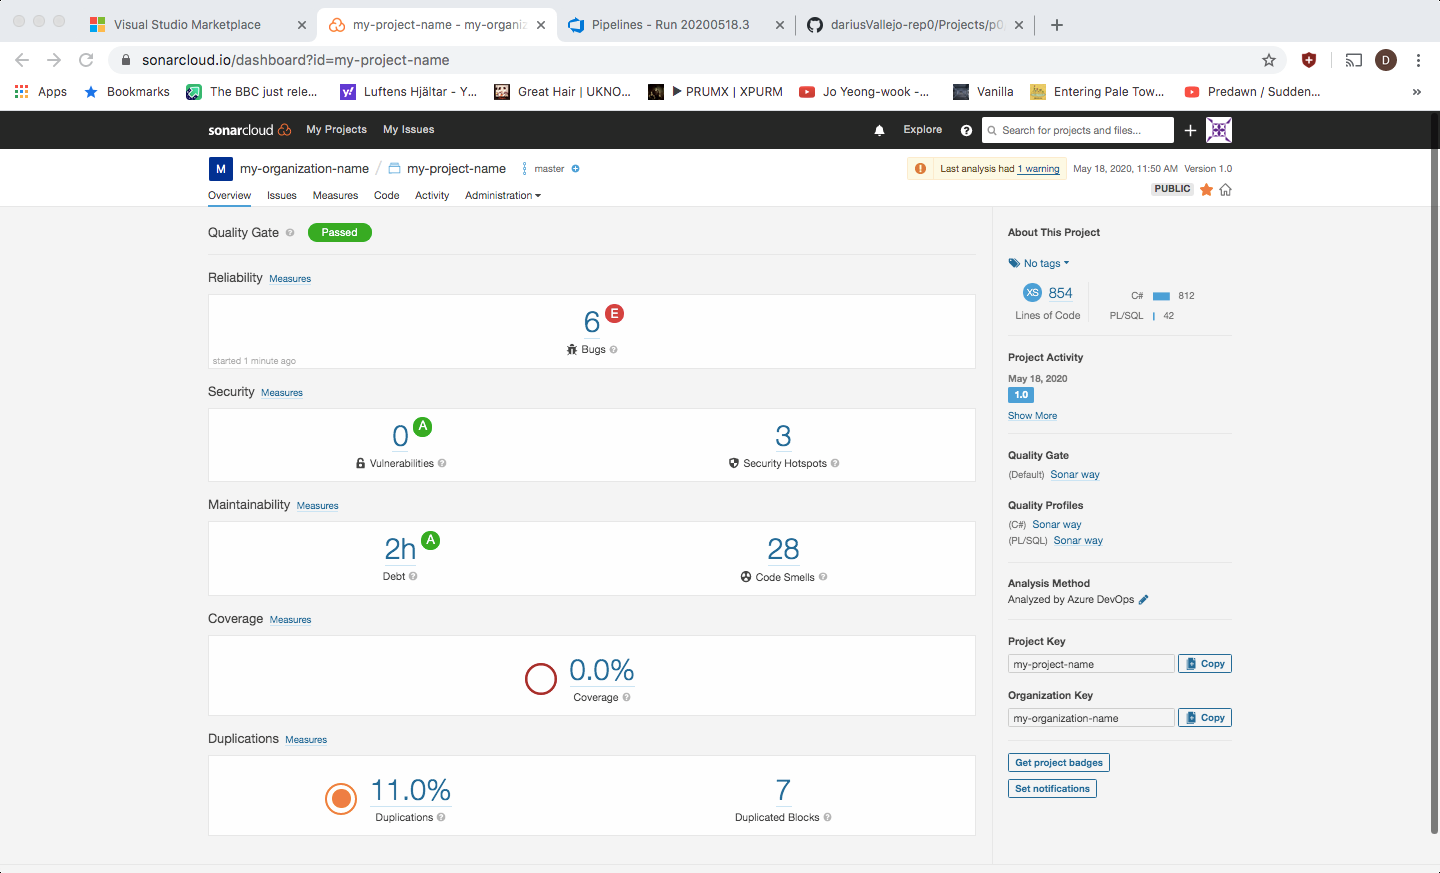 Visual Studio Marketplace
my-project-name - my-organiz
Pipelines - Run 20200518.3
dariusVallejo-rep0/Projects/p0
sonarcloud.io/dashboard?id=my-project-name
D
Apps
Bookmarks
The BBC just rele...
Luftens Hjältar - Y...
Great Hair | UKNO...
▶ PRUMX | XPURM
Jo Yeong-wook -...
Vanilla
Entering Pale Tow...
Predawn / Sudden...
»
sonarcloud
My Projects
My Issues
Explore
Search for projects and files...
M
my-organization-name / my-project-name
master
Last analysis had 1 warning
May 18, 2020, 11:50 AM Version 1.0
Overview
Issues
Measures
Code
Activity
Administration
PUBLIC
Quality Gate
Passed
Reliability Measures
6 E
Bugs
started 1 minute ago
Security Measures
0 A
Vulnerabilities
3
Security Hotspots
Maintainability Measures
2h A
Debt
28
Code Smells
Coverage Measures
0.0%
Coverage
Duplications Measures
11.0%
Duplications
7
Duplicated Blocks
About This Project
No tags
XS 854
Lines of Code
C# 812
PL/SQL 42
Project Activity
May 18, 2020
1.0
Show More
Quality Gate
(Default) Sonar way
Quality Profiles
(C#) Sonar way
(PL/SQL) Sonar way
Analysis Method
Analyzed by Azure DevOps
Project Key
my-project-name
Copy
Organization Key
my-organization-name
Copy
Get project badges
Set notifications